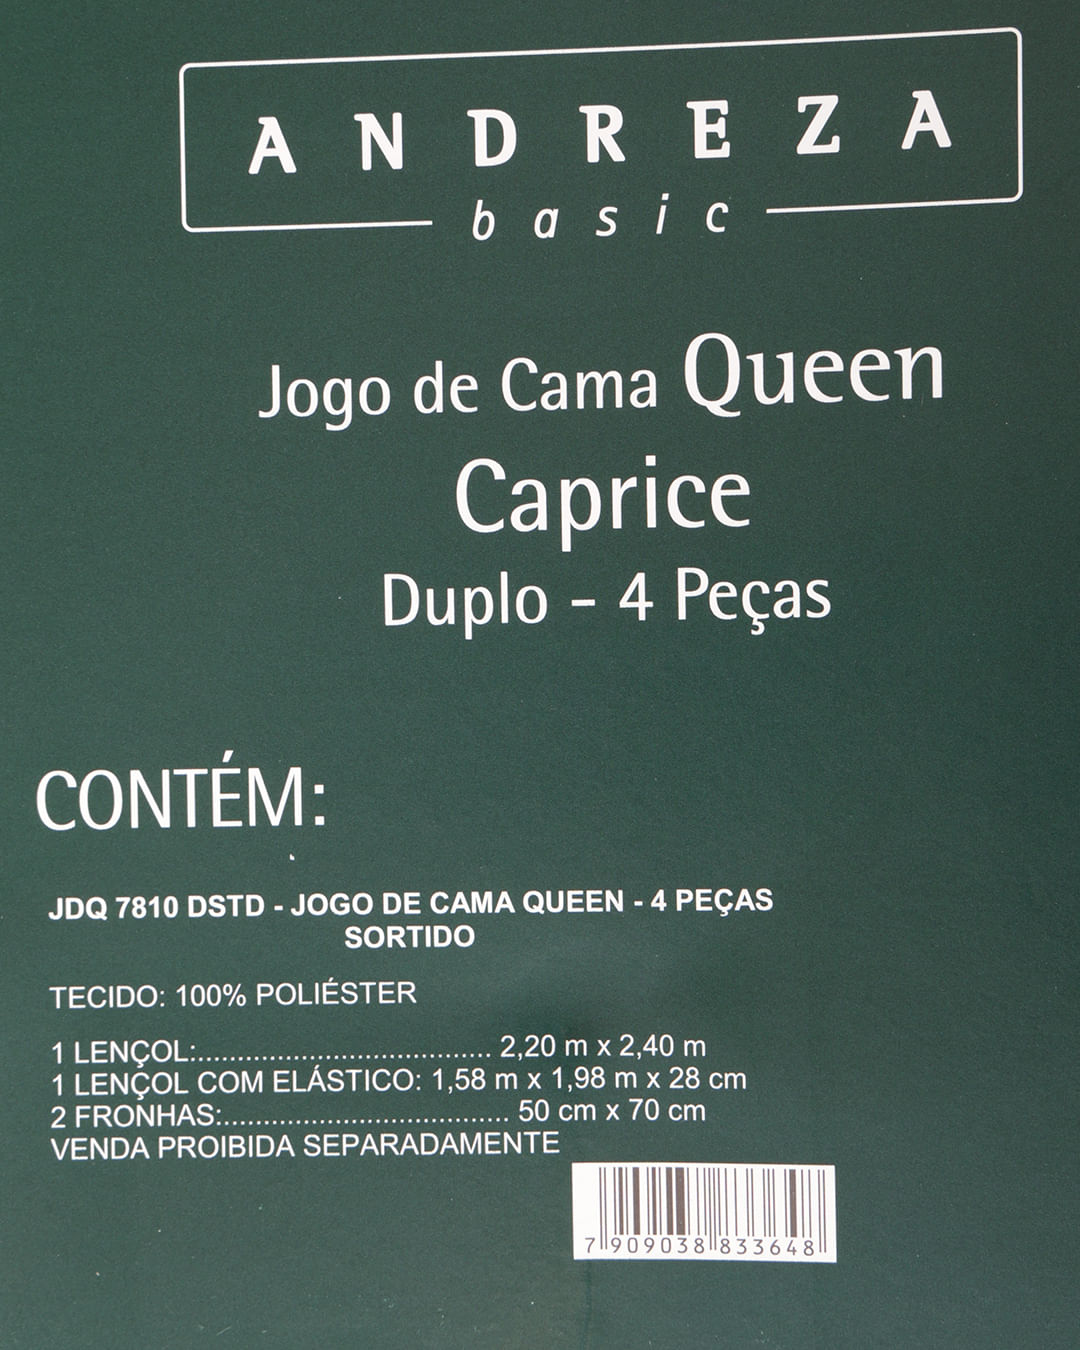 ANDREZA
basic
Jogo de Cama Queen
Caprice
Duplo - 4 Peças
CONTÉM:
JDQ 7810 DSTD - JOGO DE CAMA QUEEN - 4 PEÇAS
SORTIDO
TECIDO: 100% POLIÉSTER
1 LENÇOL:..................................... 2,20 m x 2,40 m
1 LENÇOL COM ELÁSTICO: 1,58 m x 1,98 m x 28 cm
2 FRONHAS:.................................... 50 cm x 70 cm
VENDA PROIBIDA SEPARADAMENTE
7 909038 833648